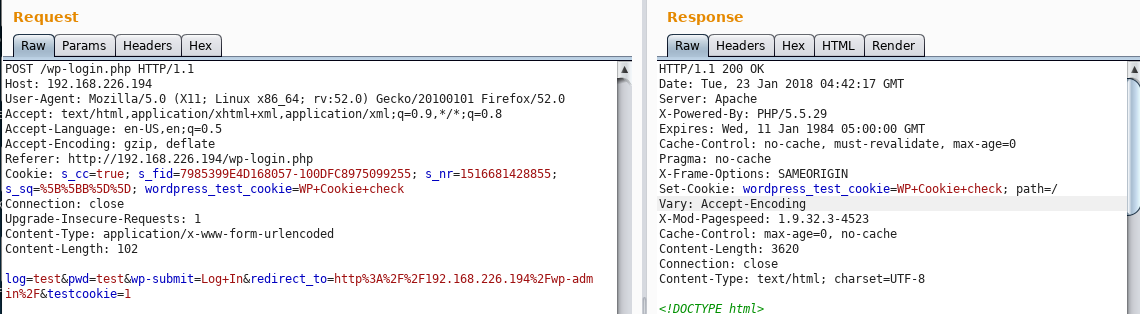 Request
Raw Params Headers Hex
POST /wp-login.php HTTP/1.1
Host: 192.168.226.194
User-Agent: Mozilla/5.0 (X11; Linux x86_64; rv:52.0) Gecko/20100101 Firefox/52.0
Accept: text/html,application/xhtml+xml,application/xml;q=0.9,*/*;q=0.8
Accept-Language: en-US,en;q=0.5
Accept-Encoding: gzip, deflate
Referer: http://192.168.226.194/wp-login.php
Cookie: s_cc=true; s_fid=7985399E4D168057-100DFC8975099255; s_nr=1516681428855;
s_sq=%5B%5BB%5D%5D; wordpress_test_cookie=WP+Cookie+check
Connection: close
Upgrade-Insecure-Requests: 1
Content-Type: application/x-www-form-urlencoded
Content-Length: 102

log=test&pwd=test&wp-submit=Log+In&redirect_to=http%3A%2F%2F192.168.226.194%2Fwp-adm
in%2F&testcookie=1
Response
Raw Headers Hex HTML Render
HTTP/1.1 200 OK
Date: Tue, 23 Jan 2018 04:42:17 GMT
Server: Apache
X-Powered-By: PHP/5.5.29
Expires: Wed, 11 Jan 1984 05:00:00 GMT
Cache-Control: no-cache, must-revalidate, max-age=0
Pragma: no-cache
X-Frame-Options: SAMEORIGIN
Set-Cookie: wordpress_test_cookie=WP+Cookie+check; path=/
Vary: Accept-Encoding
X-Mod-Pagespeed: 1.9.32.3-4523
Cache-Control: max-age=0, no-cache
Content-Length: 3620
Connection: close
Content-Type: text/html; charset=UTF-8

<!DOCTYPE html>